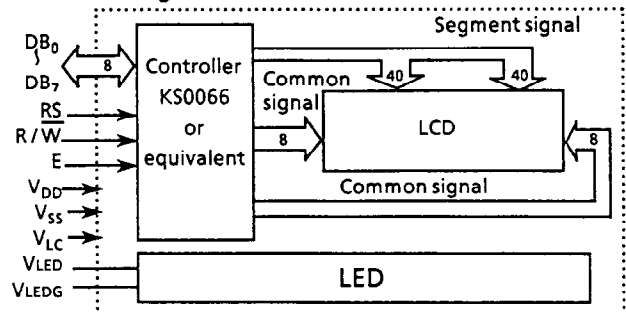 Segment signal
DB0
8
DB7
Controller
KS0066
or
equivalent
40
40
Common
signal
8
LCD
8
Common signal
RS
R / W̅
E
VDD
VSS
VLC
VLED
VLEDG
LED